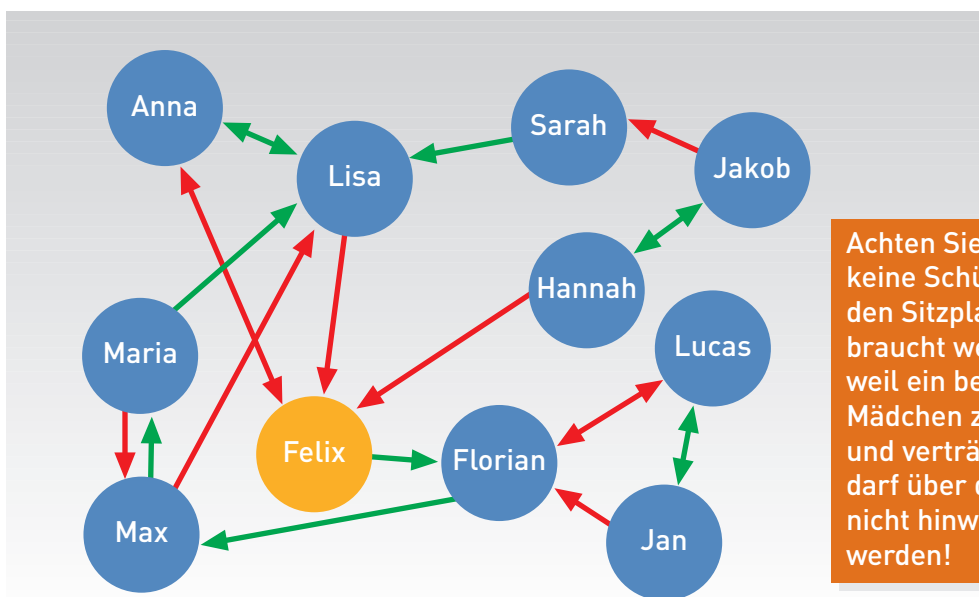 Anna
Sarah
Lisa
Jakob
Hannah
Maria
Lucas
Felix
Florian
Max
Jan
Achten Sie
keine Schü
den Sitzpla
braucht we
weil ein be
Mädchen z
und verträ
darf über d
nicht hinw
werden!